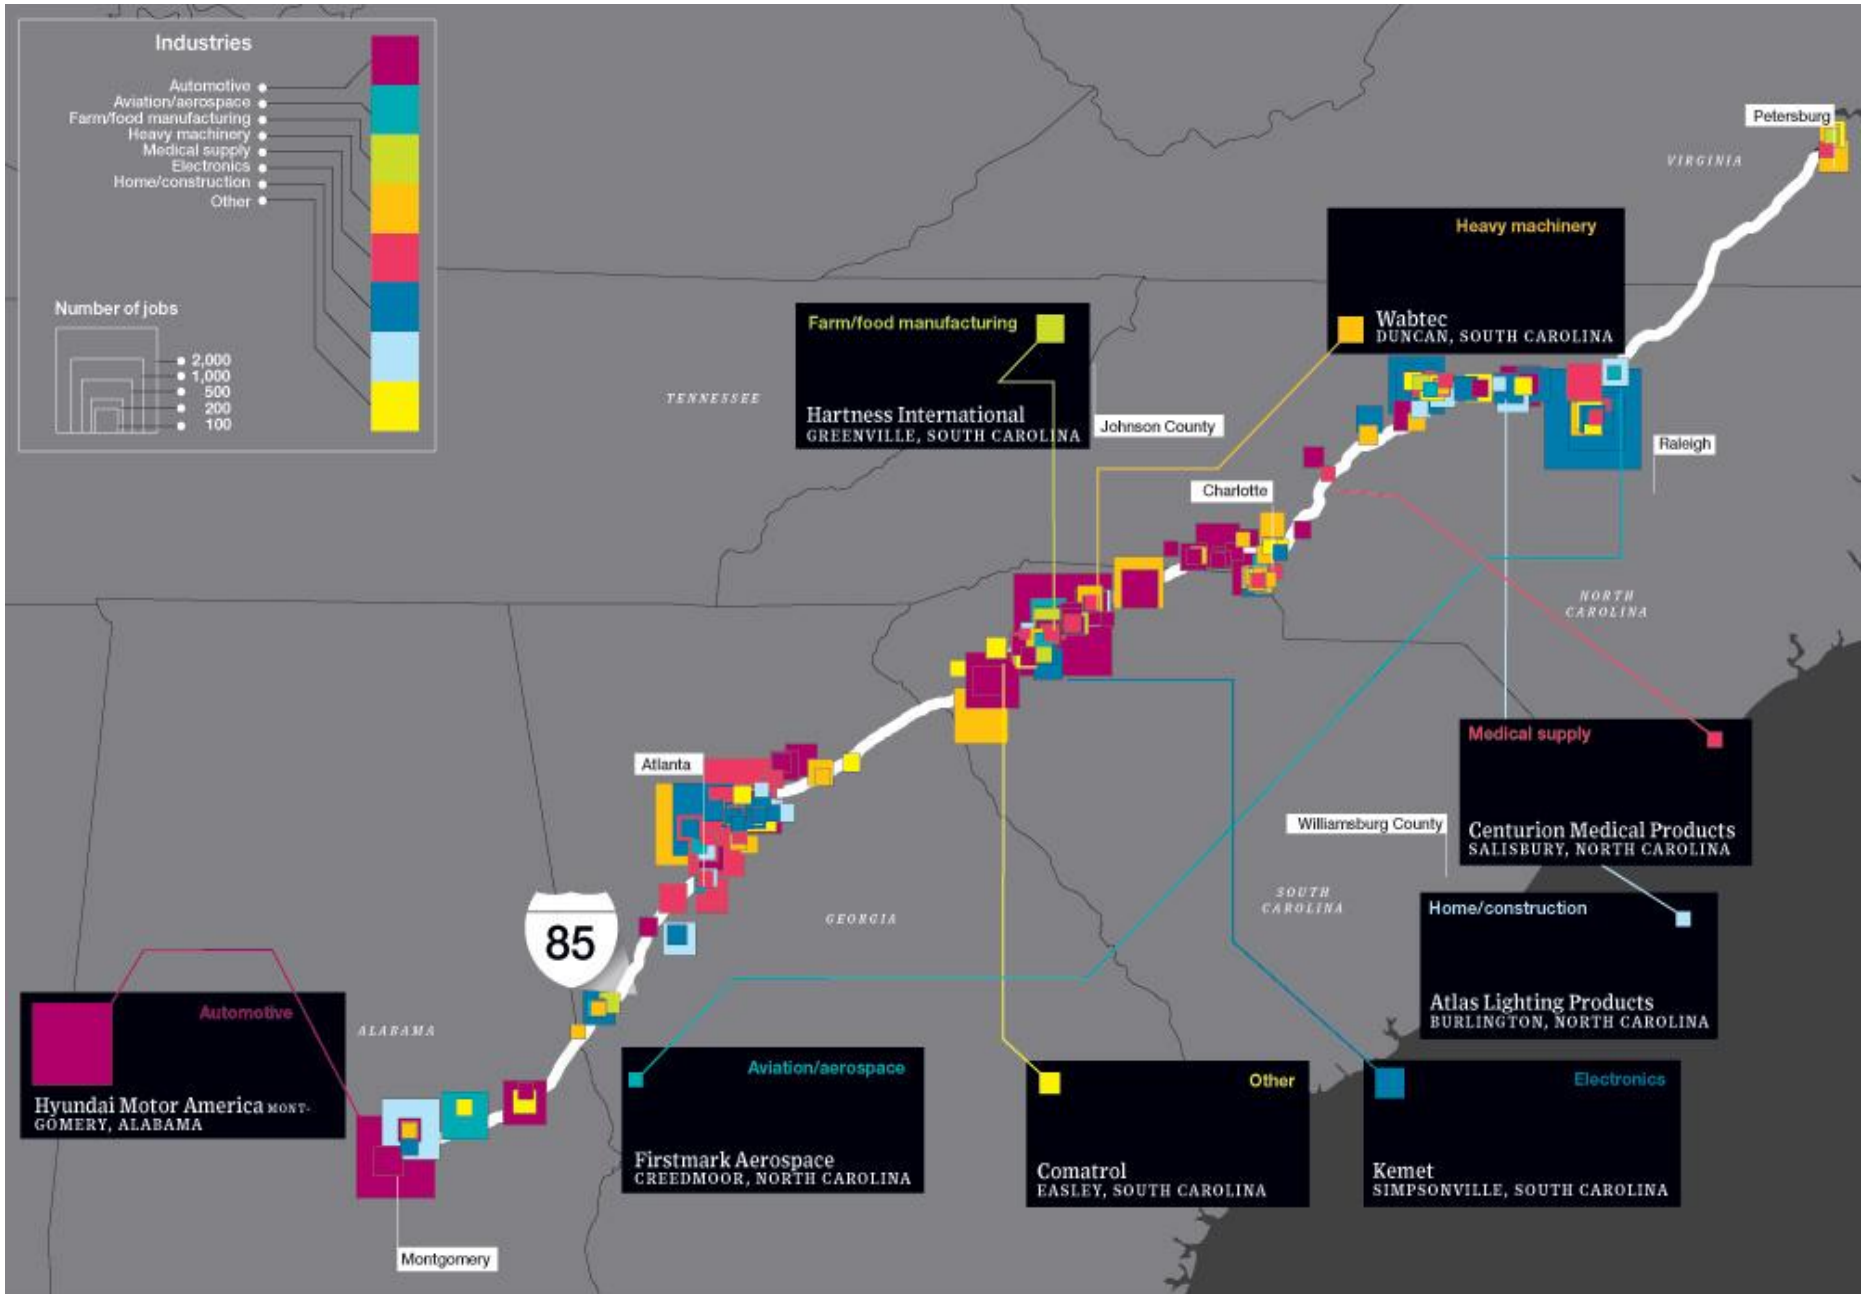 Industries
Automotive
Aviation/aerospace
Farm/food manufacturing
Heavy machinery
Medical supply
Electronics
Home/construction
Other
Number of jobs
2,000
1,000
500
200
100
Petersburg
VIRGINIA
Heavy machinery
Wabtec
DUNCAN, SOUTH CAROLINA
Farm/food manufacturing
Hartness International
GREENVILLE, SOUTH CAROLINA
TENNESSEE
Johnson County
Raleigh
Charlotte
NORTH
CAROLINA
Medical supply
Centurion Medical Products
SALISBURY, NORTH CAROLINA
Atlanta
Williamsburg County
SOUTH
CAROLINA
GEORGIA
85
Home/construction
Atlas Lighting Products
BURLINGTON, NORTH CAROLINA
Automotive
Hyundai Motor America MONT-
GOMERY, ALABAMA
ALABAMA
Aviation/aerospace
Firstmark Aerospace
CREEDMOOR, NORTH CAROLINA
Other
Comatrol
EASLEY, SOUTH CAROLINA
Electronics
Kemet
SIMPSONVILLE, SOUTH CAROLINA
Montgomery